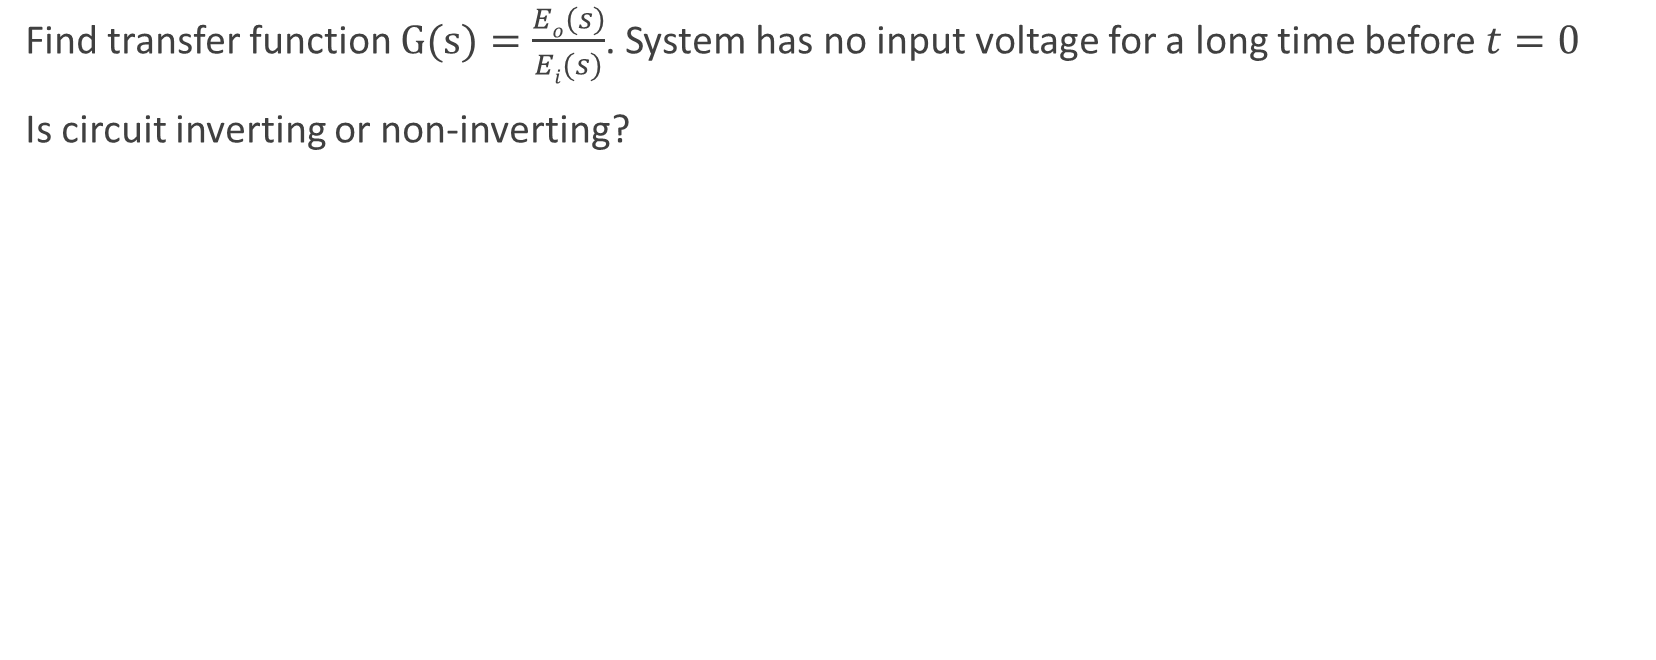 Find transfer function G(s) = \frac{E_o(s)}{E_i(s)}. System has no input voltage for a long time before t = 0
Is circuit inverting or non-inverting?